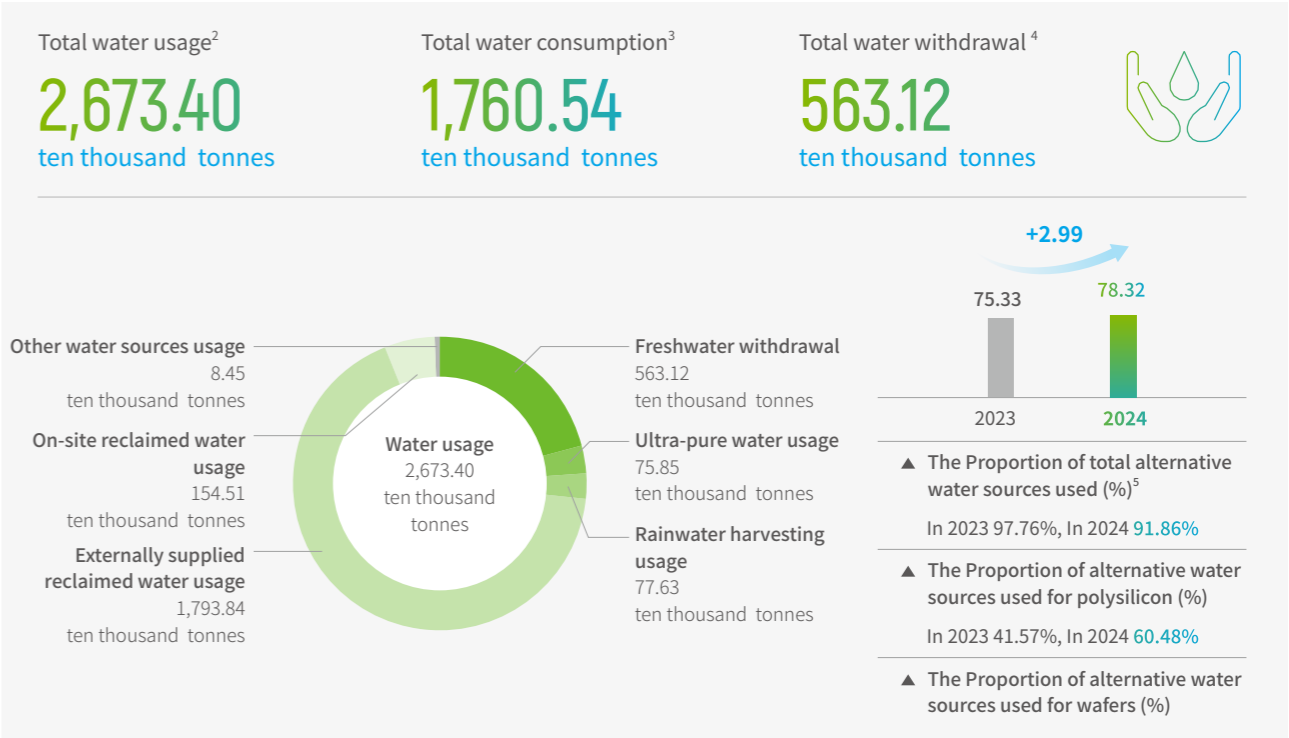 Total water usage2
2,673.40
ten thousand tonnes
Total water consumption3
1,760.54
ten thousand tonnes
Total water withdrawal 4
563.12
ten thousand tonnes
Other water sources usage
8.45
ten thousand tonnes
On-site reclaimed water
usage
154.51
ten thousand tonnes
Externally supplied
reclaimed water usage
1,793.84
ten thousand tonnes
Water usage
2,673.40
ten thousand
tonnes
Freshwater withdrawal
563.12
ten thousand tonnes
Ultra-pure water usage
75.85
ten thousand tonnes
Rainwater harvesting
usage
77.63
ten thousand tonnes
+2.99
75.33
78.32
2023
2024
▲ The Proportion of total alternative
water sources used (%)5
In 2023 97.76%, In 2024 91.86%
▲ The Proportion of alternative water
sources used for polysilicon (%)
In 2023 41.57%, In 2024 60.48%
▲ The Proportion of alternative water
sources used for wafers (%)